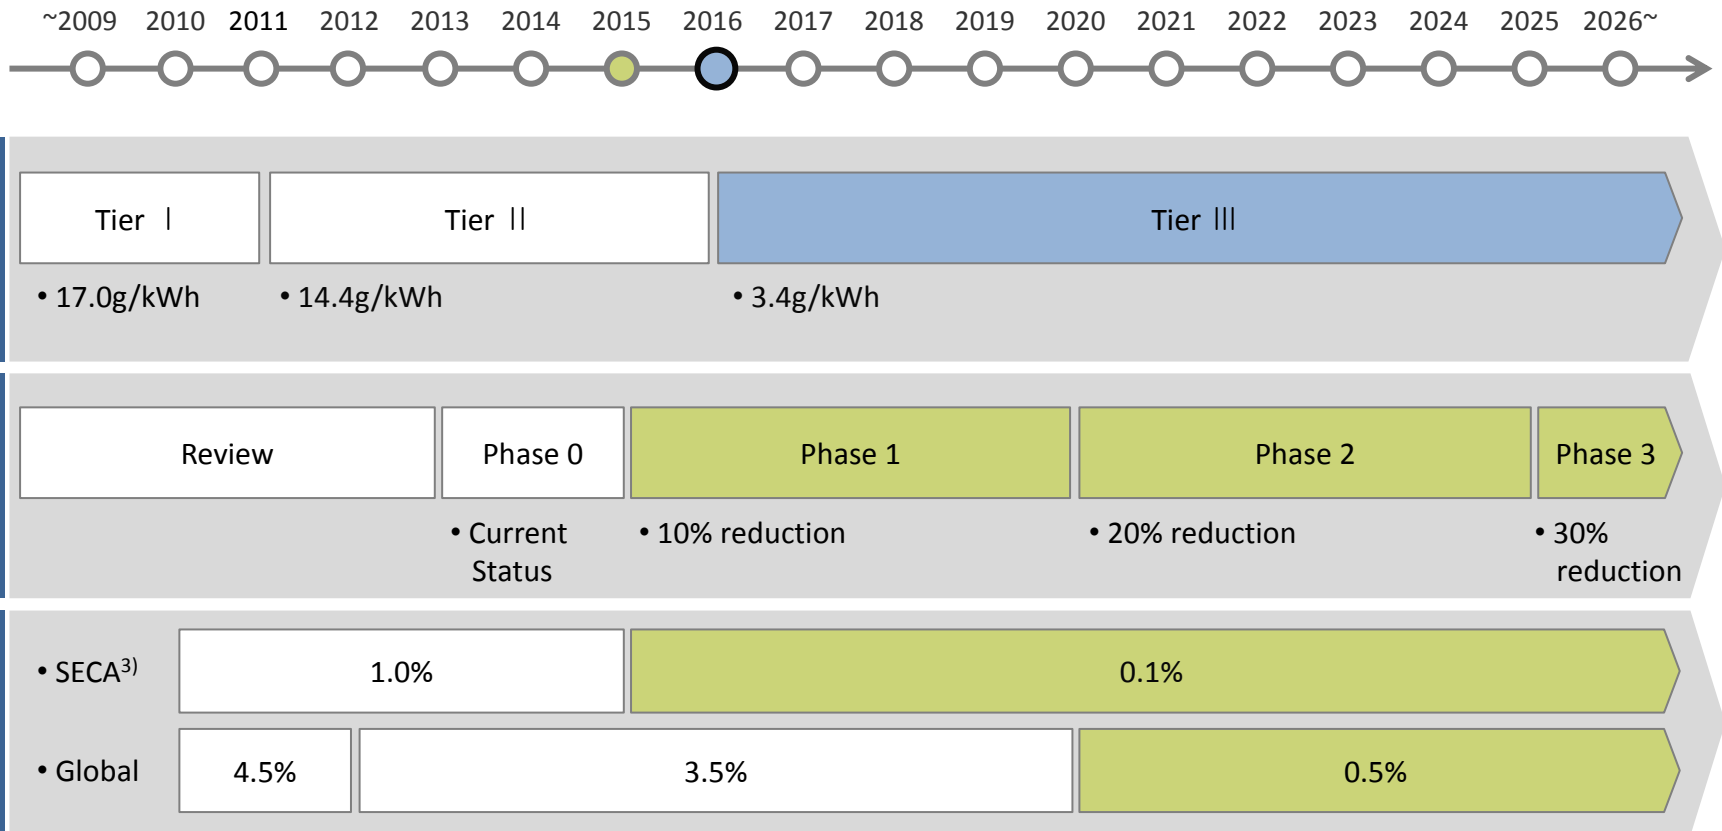 ~2009 2010 2011 2012 2013 2014 2015 2016 2017 2018 2019 2020 2021 2022 2023 2024 2025 2026~
Tier Ⅰ Tier Ⅱ Tier Ⅲ
• 17.0g/kWh • 14.4g/kWh • 3.4g/kWh
Review Phase 0 Phase 1 Phase 2 Phase 3
• Current Status • 10% reduction • 20% reduction • 30% reduction
• SECA3) 1.0% 0.1%
• Global 4.5% 3.5% 0.5%